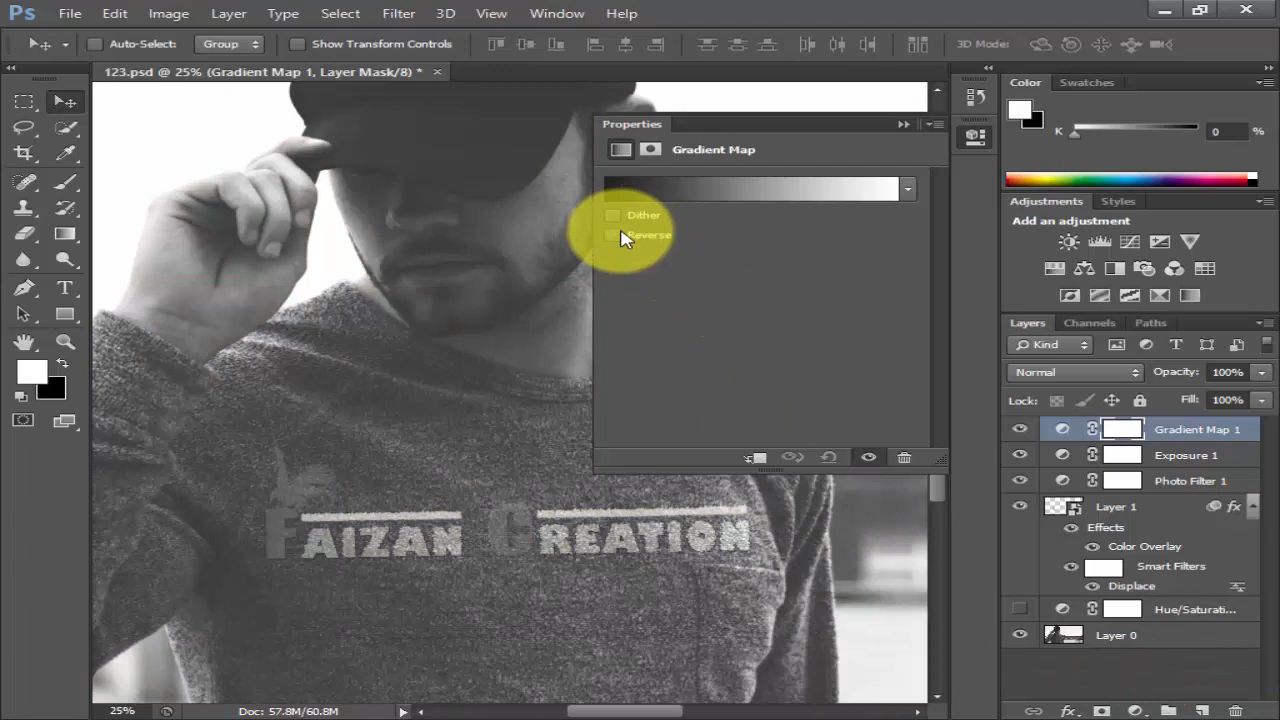 Ps File Edit Image Layer Type Select Filter 3D View Window Help
Auto-Select: Group Show Transform Controls 3D Mode:
123.psd @ 25% (Gradient Map 1, Layer Mask/8) *
Color Swatches
K 0 %
Properties
Gradient Map
Dither
Reverse
Adjustments Styles
Add an adjustment
Layers Channels Paths
Kind
Normal Opacity: 100%
Lock: Fill: 100%
Gradient Map 1
Exposure 1
Photo Filter 1
Layer 1 fx
Effects
Color Overlay
Smart Filters
Displace
Hue/Saturati...
Layer 0
FAIZAN CREATION
25% Doc: 57.8M/60.8M
fx